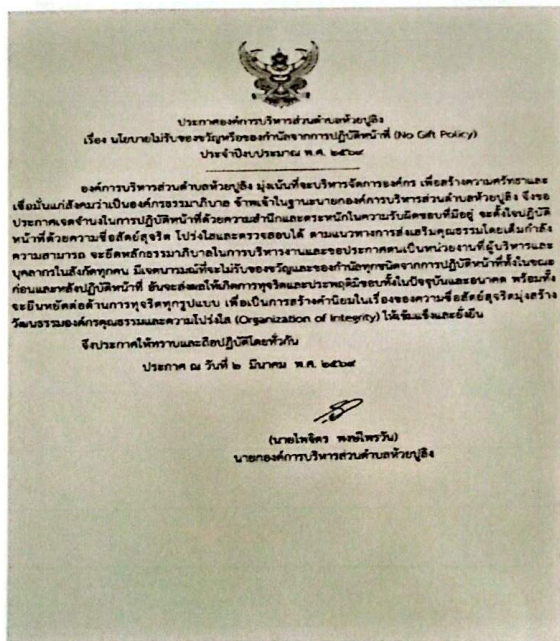 ประกาศองค์การบริหารส่วนตำบลห้วยปูลิง
เรื่อง นโยบายไม่รับของขวัญหรือของกำนัลจากการปฏิบัติหน้าที่ (No Gift Policy)
ประจำปีงบประมาณ พ.ศ. ๒๕๖๙
องค์การบริหารส่วนตำบลห้วยปูลิง มุ่งเน้นที่จะบริหารจัดการองค์กร เพื่อสร้างความศรัทธาและ
เชื่อมั่นแก่สังคมว่าเป็นองค์กรธรรมาภิบาล ข้าพเจ้าในฐานะนายกองค์การบริหารส่วนตำบลห้วยปูลิง จึงขอ
ประกาศเจตจำนงในการปฏิบัติหน้าที่ด้วยความสำนึกและตระหนักในความรับผิดชอบที่มีอยู่ จะตั้งใจปฏิบัติ
หน้าที่ด้วยความซื่อสัตย์สุจริต โปร่งใสและตรวจสอบได้ ตามแนวทางการส่งเสริมคุณธรรมโดยเต็มกำลัง
ความสามารถ จะยึดหลักธรรมาภิบาลในการบริหารงานและขอประกาศตนเป็นหน่วยงานที่ผู้บริหารและ
บุคลากรในสังกัดทุกคน มีเจตนารมณ์ที่จะไม่รับของขวัญและของกำนัลทุกชนิดจากการปฏิบัติหน้าที่ทั้งในขณะ
ก่อนและหลังปฏิบัติหน้าที่ อันจะส่งผลให้เกิดการทุจริตและประพฤติมิชอบทั้งในปัจจุบันและอนาคต พร้อมทั้ง
จะยืนหยัดต่อต้านการทุจริตทุกรูปแบบ เพื่อเป็นการสร้างค่านิยมในเรื่องของความซื่อสัตย์สุจริตมุ่งสร้าง
วัฒนธรรมองค์กรคุณธรรมและความโปร่งใส (Organization of Integrity) ให้เข้มแข็งและยั่งยืน
จึงประกาศให้ทราบและถือปฏิบัติโดยทั่วกัน
ประกาศ ณ วันที่ ๒ มีนาคม พ.ศ. ๒๕๖๙
(นายไพจิตร พงษ์ไพรวัน)
นายกองค์การบริหารส่วนตำบลห้วยปูลิง